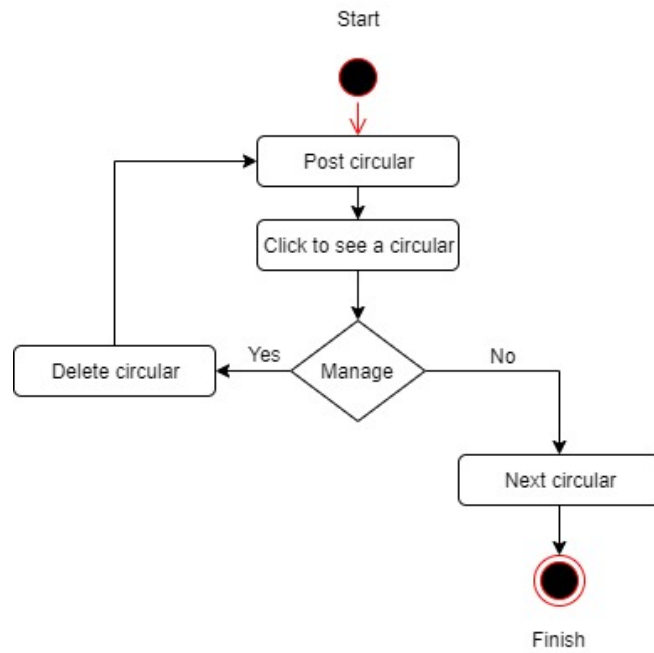 Start
Post circular
Click to see a circular
Yes
Manage
No
Delete circular
Next circular
Finish